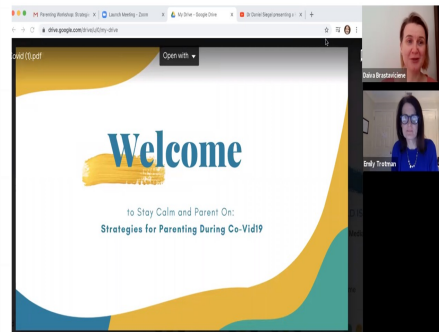 Parenting Workshop: Strategi
Launch Meeting - Zoom
My Drive - Google Drive
Dr Daniel Siegel presenting a
drive.google.com/drive/u/0/my-drive
ovid (1).pdf
Open with
Daiva Brastaviciene
Welcome
Emily Trotman
to Stay Calm and Parent On:
Strategies for Parenting During Co-Vid19